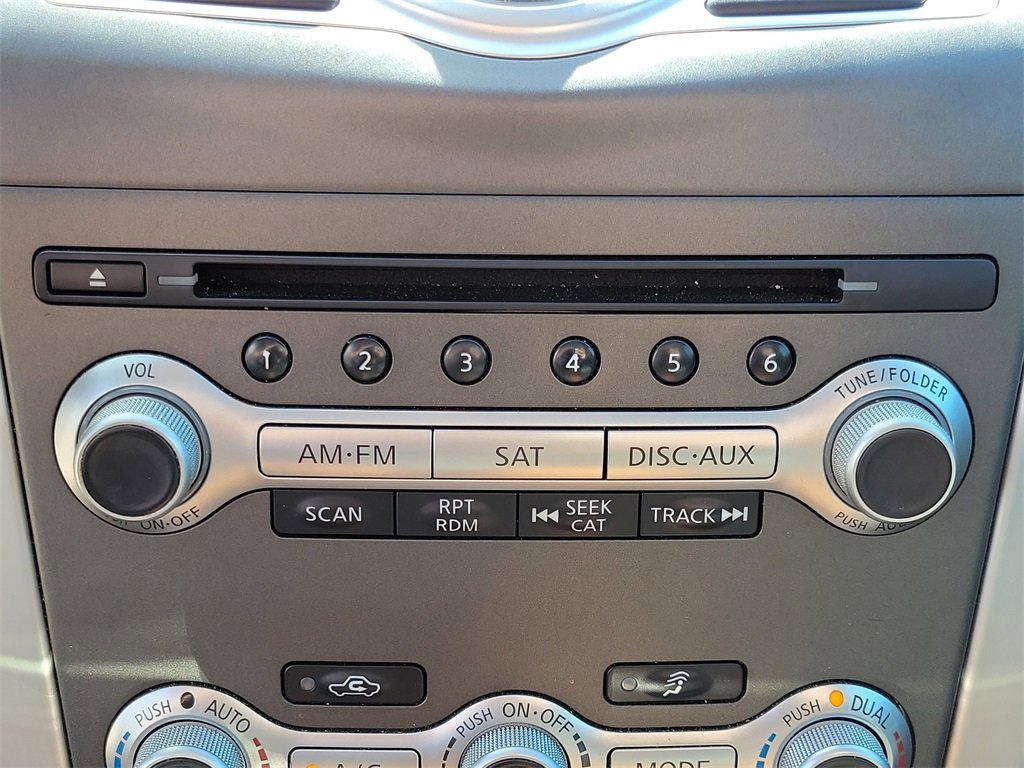 1 2 3 4 5 6
VOL
TUNE/FOLDER
AM·FM SAT DISC·AUX
SCAN RPT RDM SEEK CAT TRACK
ON·OFF
PUSH
PUSH AUTO
PUSH ON·OFF
PUSH DUAL
A/C
MODE